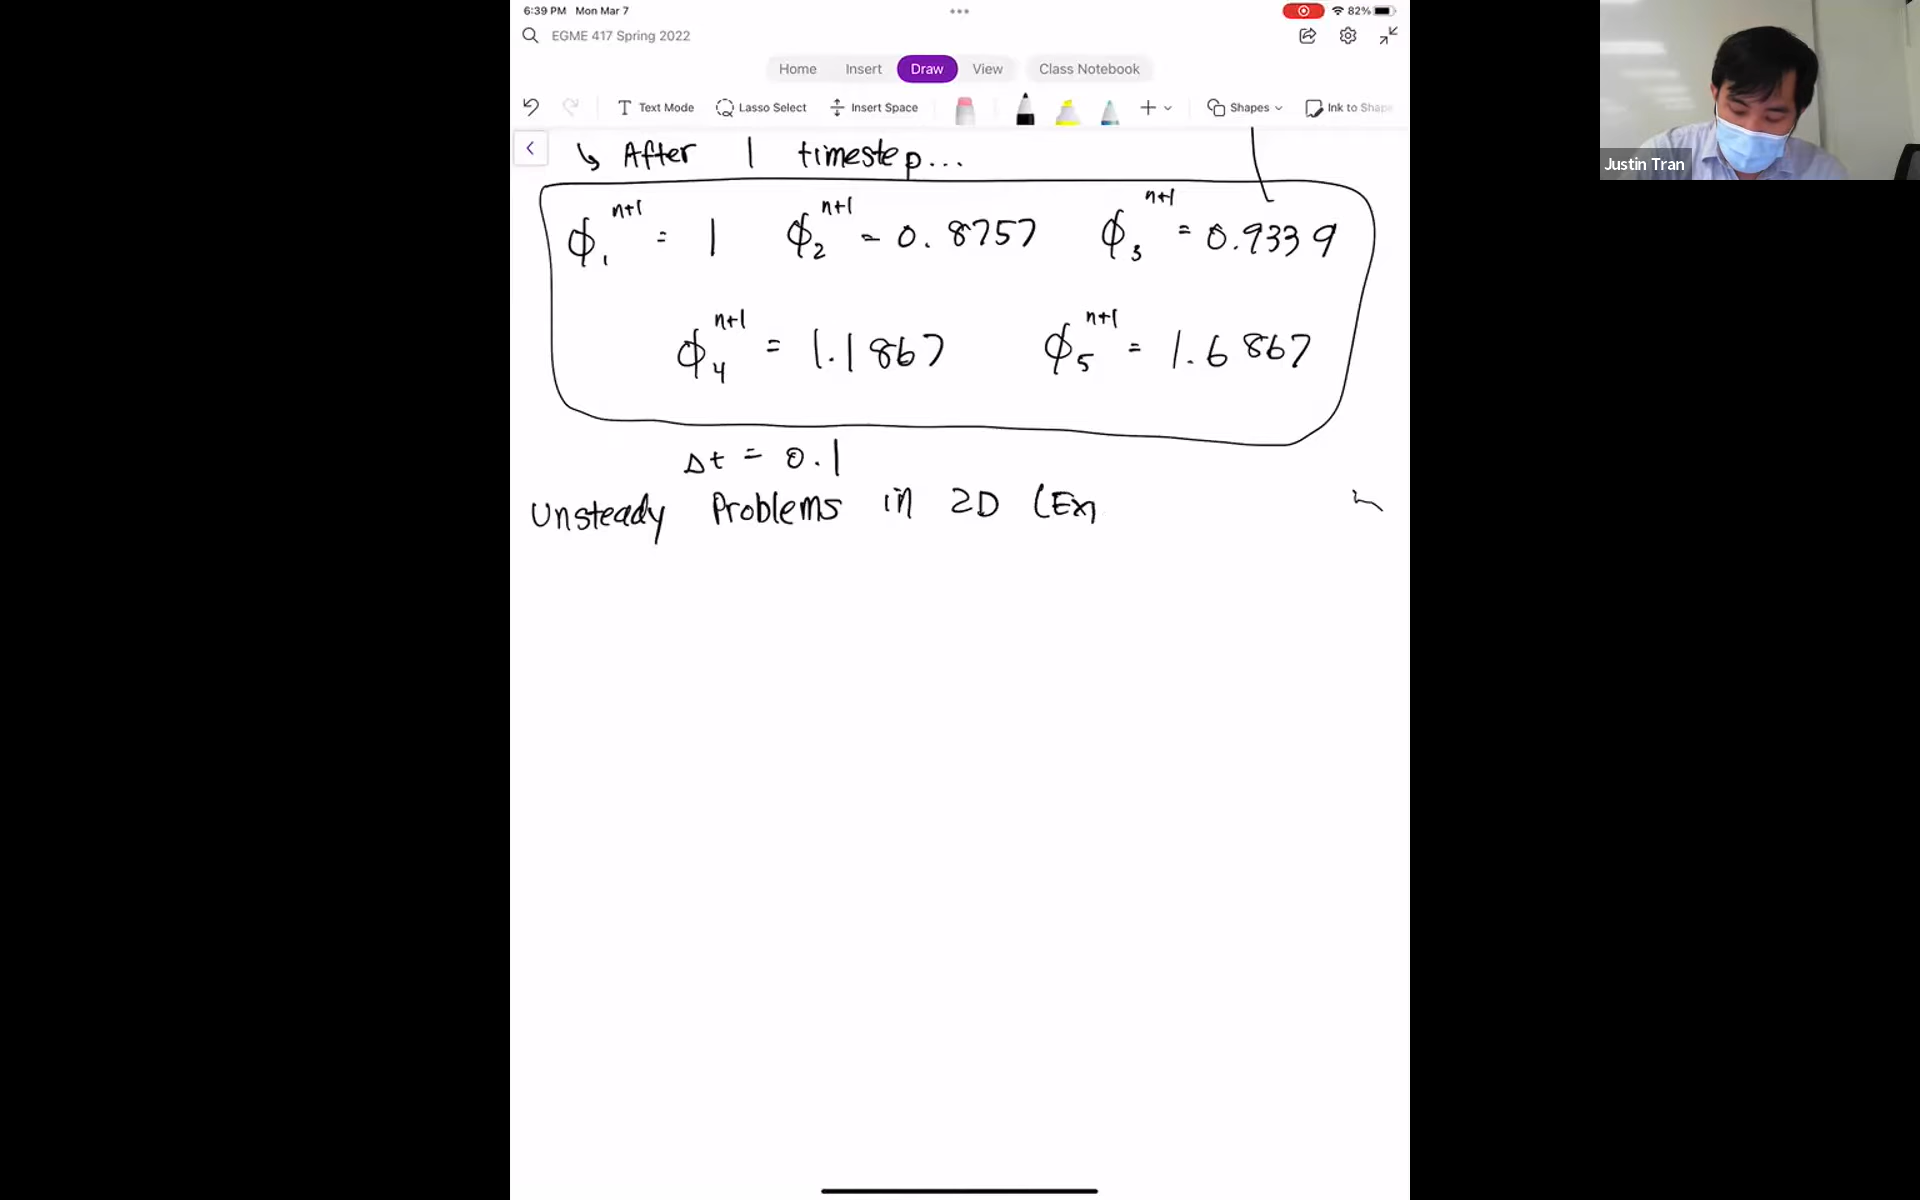 6:39 PM Mon Mar 7
82%
EGME 417 Spring 2022
Home Insert Draw View Class Notebook
Text Mode Lasso Select Insert Space Shapes Ink to Shape
Justin Tran
↳ After 1 timestep...
ϕ₁ⁿ⁺¹ = 1 ϕ₂ⁿ⁺¹ = 0.8757 ϕ₃ⁿ⁺¹ = 0.9339
ϕ₄ⁿ⁺¹ = 1.1867 ϕ₅ⁿ⁺¹ = 1.6867
Δt = 0.1
Unsteady Problems in 2D (Exp